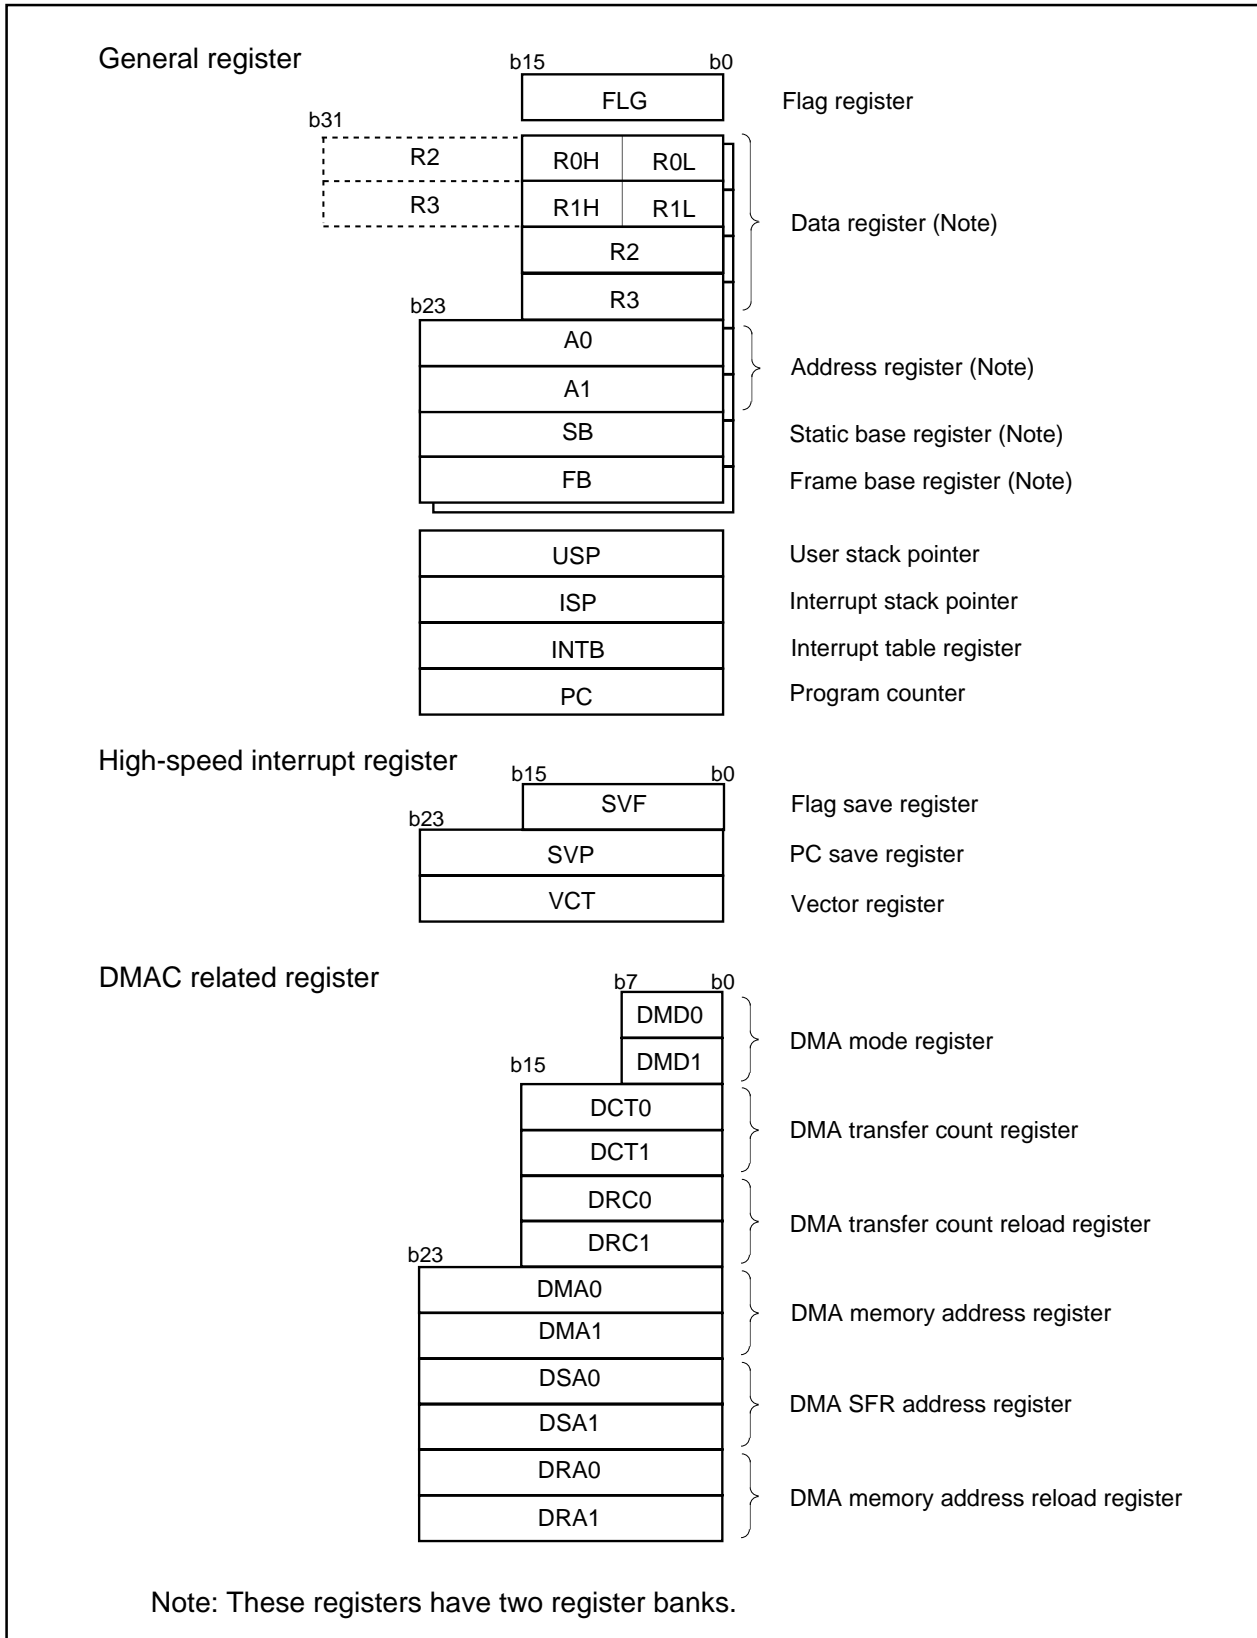 General register
b15 b0
FLG Flag register
b31
R2 R0H R0L
R3 R1H R1L
Data register (Note)
R2
R3
b23
A0
Address register (Note)
A1
SB Static base register (Note)
FB Frame base register (Note)
USP User stack pointer
ISP Interrupt stack pointer
INTB Interrupt table register
PC Program counter
High-speed interrupt register
b15 b0
SVF Flag save register
b23
SVP PC save register
VCT Vector register
DMAC related register
b7 b0
DMD0
DMA mode register
DMD1
b15
DCT0
DMA transfer count register
DCT1
DRC0
DMA transfer count reload register
DRC1
b23
DMA0
DMA memory address register
DMA1
DSA0
DMA SFR address register
DSA1
DRA0
DMA memory address reload register
DRA1
Note: These registers have two register banks.